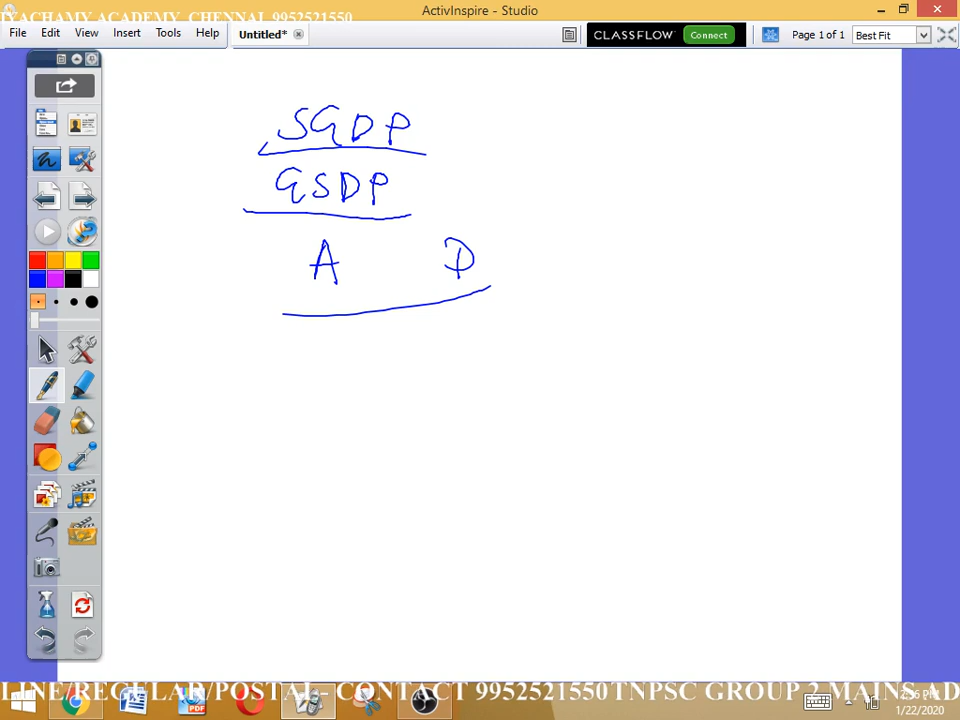 ActivInspire - Studio
IYACHAMY ACADEMY, CHENNAI 9952521550
File Edit View Insert Tools Help Untitled* CLASSFLOW Connect Page 1 of 1 Best Fit
SGDP
GSDP
A D
LINE/REGULAR/POSTAL - CONTACT 9952521550 TNPSC GROUP 2 MAINS AD
1/22/2020